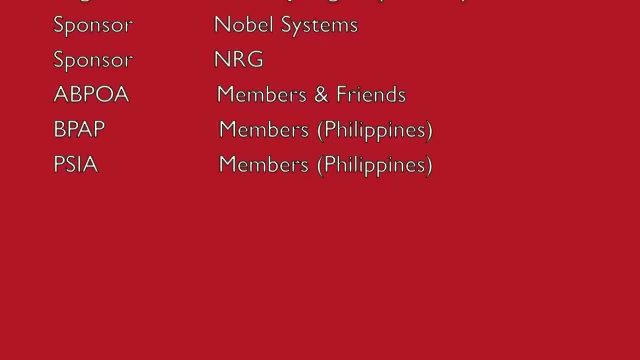 Sponsor Nobel Systems
Sponsor NRG
ABPOA Members & Friends
BPAP Members (Philippines)
PSIA Members (Philippines)